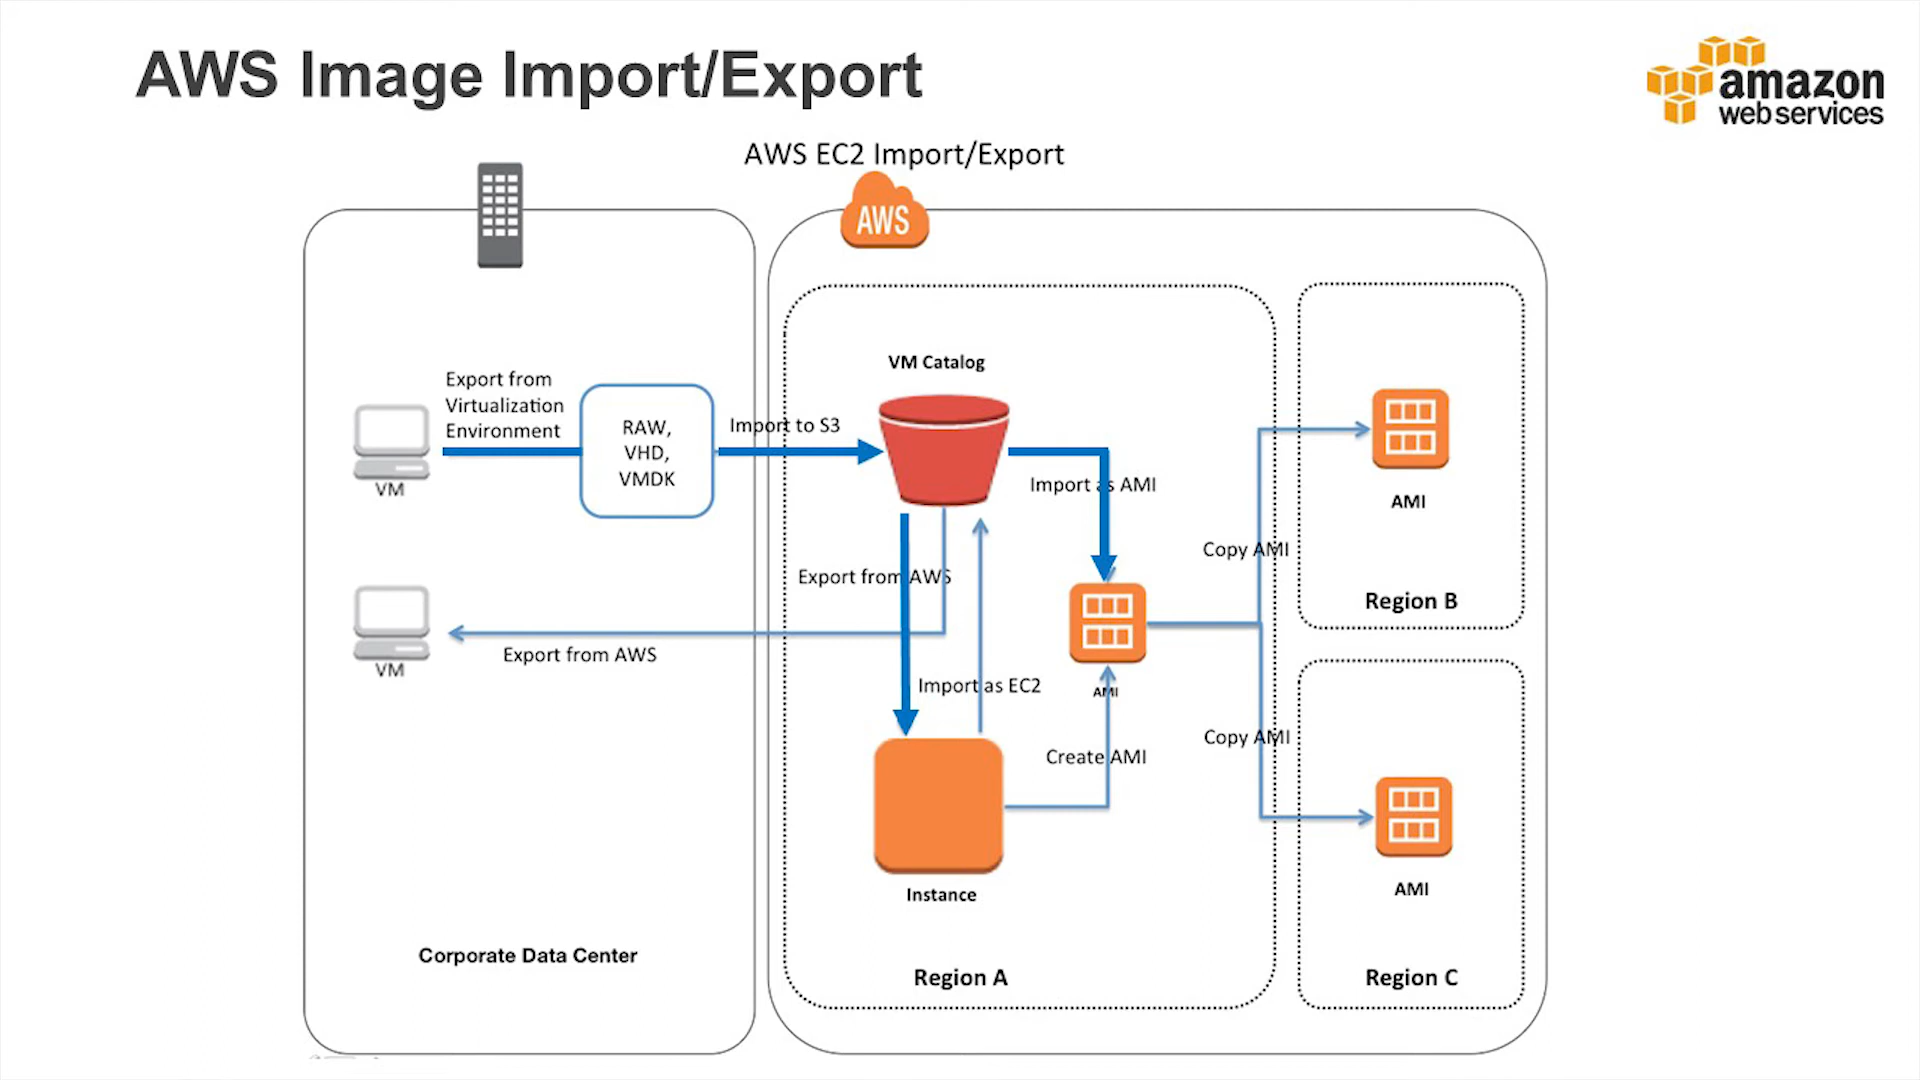 AWS Image Import/Export
amazon
web services
AWS EC2 Import/Export
AWS
VM Catalog
Export from
Virtualization
Environment
RAW,
VHD,
VMDK
Import to S3
VM
Import as AMI
AMI
Copy AMI
Region B
Export from AWS
Export from AWS
VM
Import as EC2
AMI
Create AMI
Copy AMI
Instance
AMI
Corporate Data Center
Region A
Region C